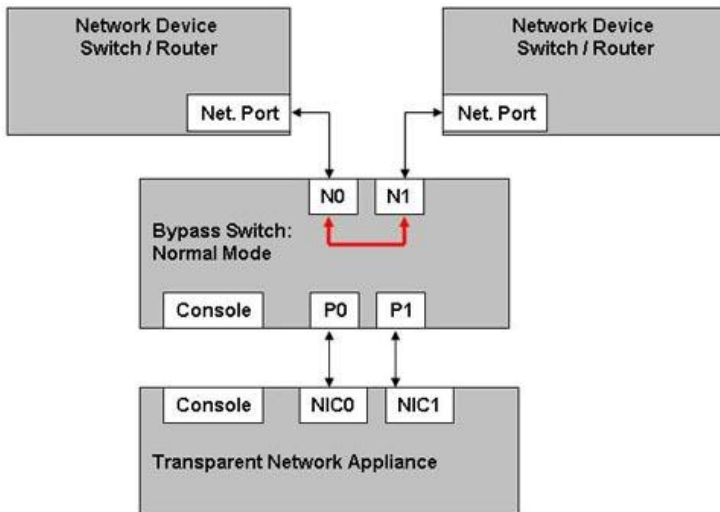 Network Device
Switch / Router
Net. Port
Network Device
Switch / Router
Net. Port
N0
N1
Bypass Switch:
Normal Mode
Console
P0
P1
Console
NIC0
NIC1
Transparent Network Appliance